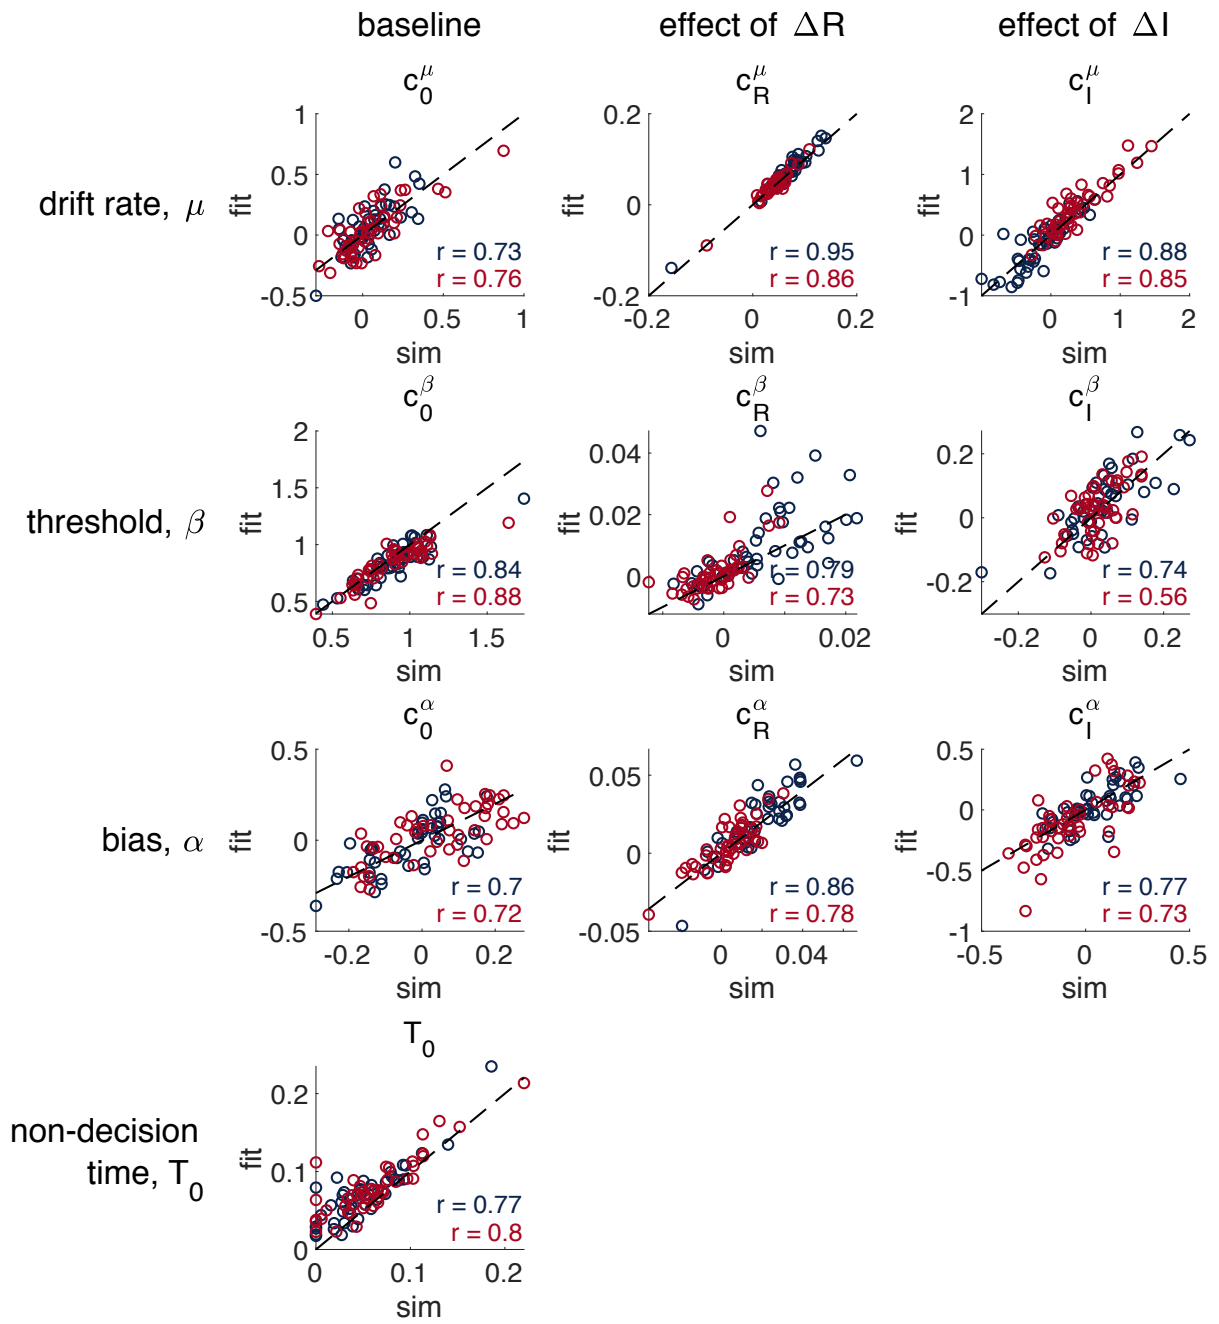 baseline effect of ΔR effect of ΔI
c₀^μ c_R^μ c_I^μ
drift rate, μ
fit
1
0.5
0
-0.5
0 0.5 1
sim
r = 0.73
r = 0.76
fit
0.2
0
-0.2
-0.2 0 0.2
sim
r = 0.95
r = 0.86
fit
2
1
0
-1
0 1 2
sim
r = 0.88
r = 0.85
c₀^β c_R^β c_I^β
threshold, β
fit
2
1.5
1
0.5
0.5 1 1.5
sim
r = 0.84
r = 0.88
fit
0.04
0.02
0
0 0.02
sim
r = 0.79
r = 0.73
fit
0.2
0
-0.2
-0.2 0 0.2
sim
r = 0.74
r = 0.56
c₀^α c_R^α c_I^α
bias, α
fit
0.5
0
-0.5
-0.2 0 0.2
sim
r = 0.7
r = 0.72
fit
0.05
0
-0.05
0 0.04
sim
r = 0.86
r = 0.78
fit
0.5
0
-0.5
-1
-0.5 0 0.5
sim
r = 0.77
r = 0.73
T₀
non-decision
time, T₀
fit
0.2
0.1
0
0 0.1 0.2
sim
r = 0.77
r = 0.8